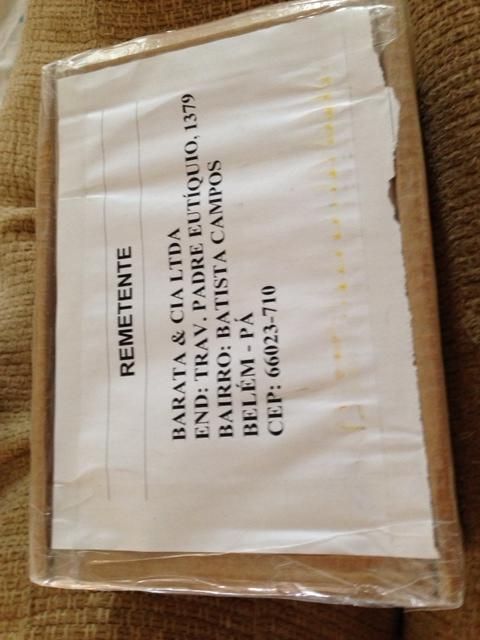 REMETENTE
BARATA & CIA LTDA
END: TRAV. PADRE EUTÍQUIO, 1379
BAIRRO: BATISTA CAMPOS
BELÉM - PÁ
CEP: 66023-710